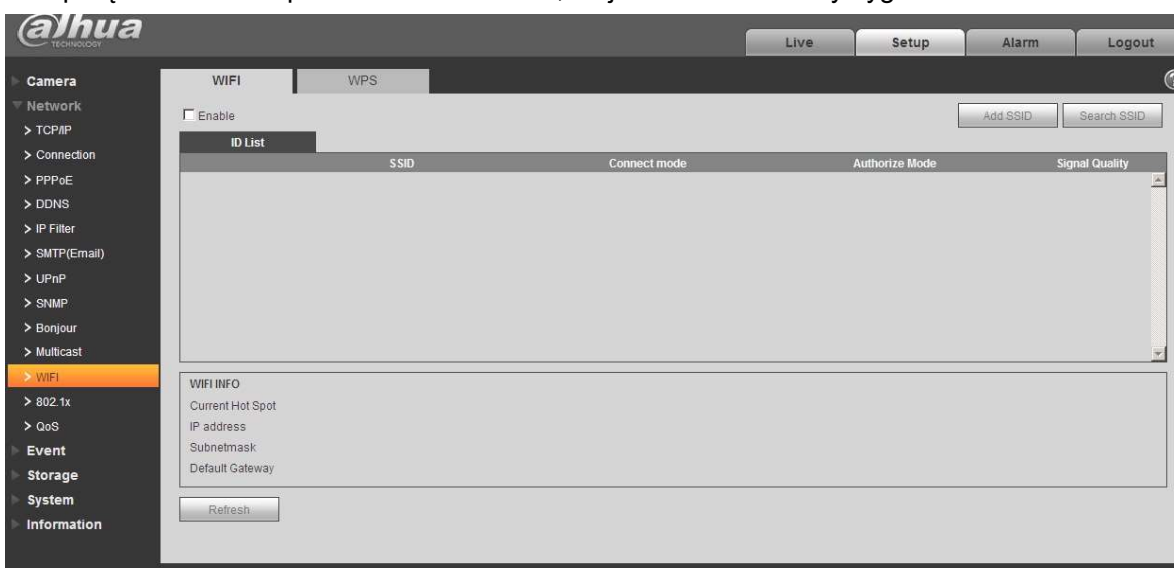 alhua
TECHNOLOGY
Live
Setup
Alarm
Logout
Camera
Network
> TCP/IP
> Connection
> PPPoE
> DDNS
> IP Filter
> SMTP(Email)
> UPnP
> SNMP
> Bonjour
> Multicast
> WIFI
> 802.1x
> QoS
Event
Storage
System
Information
WIFI
WPS
Enable
Add SSID
Search SSID
ID List
SSID
Connect mode
Authorize Mode
Signal Quality
WIFI INFO
Current Hot Spot
IP address
Subnetmask
Default Gateway
Refresh